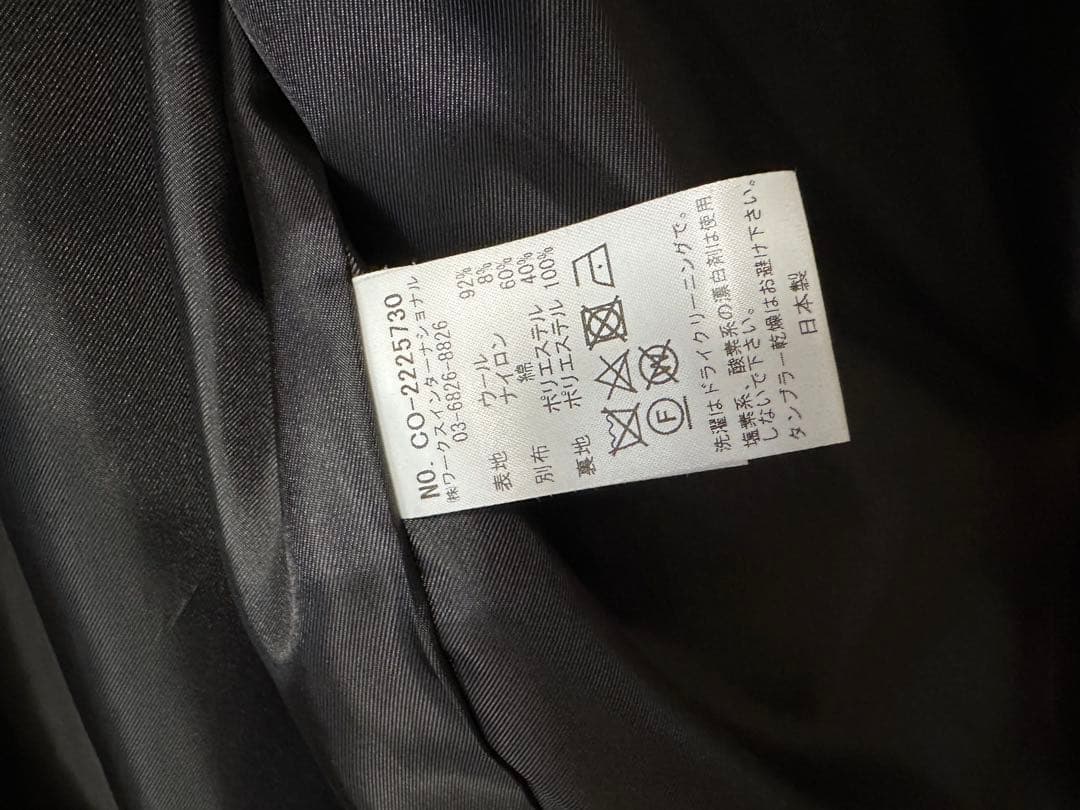 NO. CO-2225730
㈱ワークスインターナショナル
03-6826-8826
表地 ウール 92%
ナイロン 8%
別布 綿 60%
ポリエステル 40%
裏地 ポリエステル 100%
F W
洗濯はドライクリーニングで。
塩素系、酸素系の漂白剤は使用
しないで下さい。
タンブラー乾燥はお避け下さい。
日本製